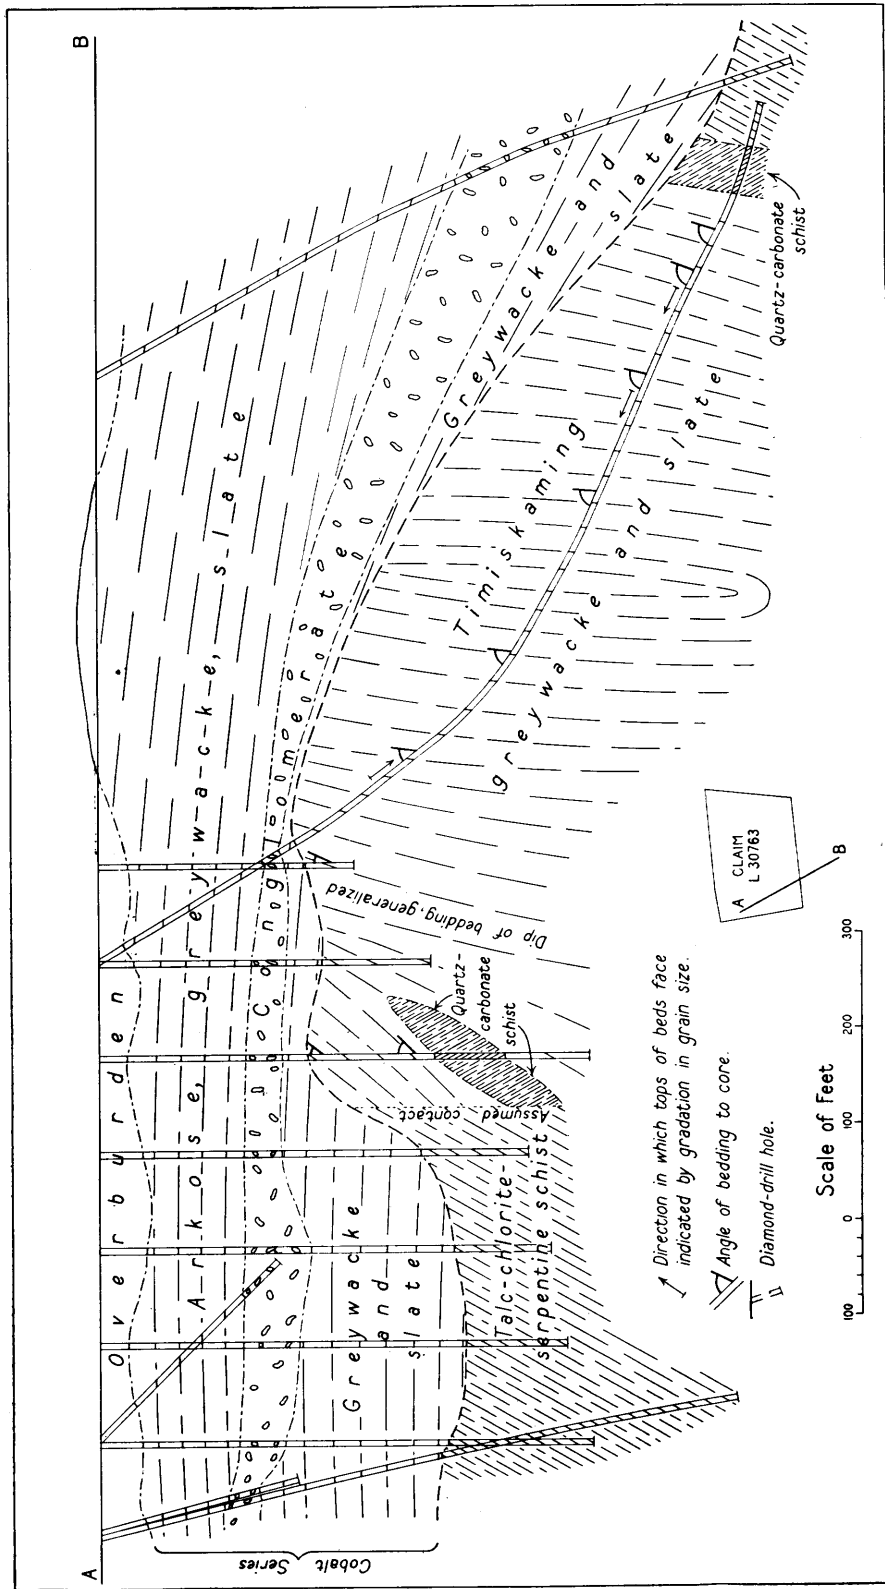 A
B
Overburden
Arkose, greywacke, slate
Conglomerate
Greywacke
and
slate
Greywacke and
slate
Cobalt
Series
Talc-chlorite-
serpentine schist
Assumed contact
Quartz-
carbonate
schist
Dip of bedding, generalized
Timiskaming
greywacke and slate
Quartz-carbonate
schist
Direction in which tops of beds face
indicated by gradation in grain size.
Angle of bedding to core.
Diamond-drill hole.
Scale of Feet
100 0 100 200 300
A
CLAIM
L 30763
B